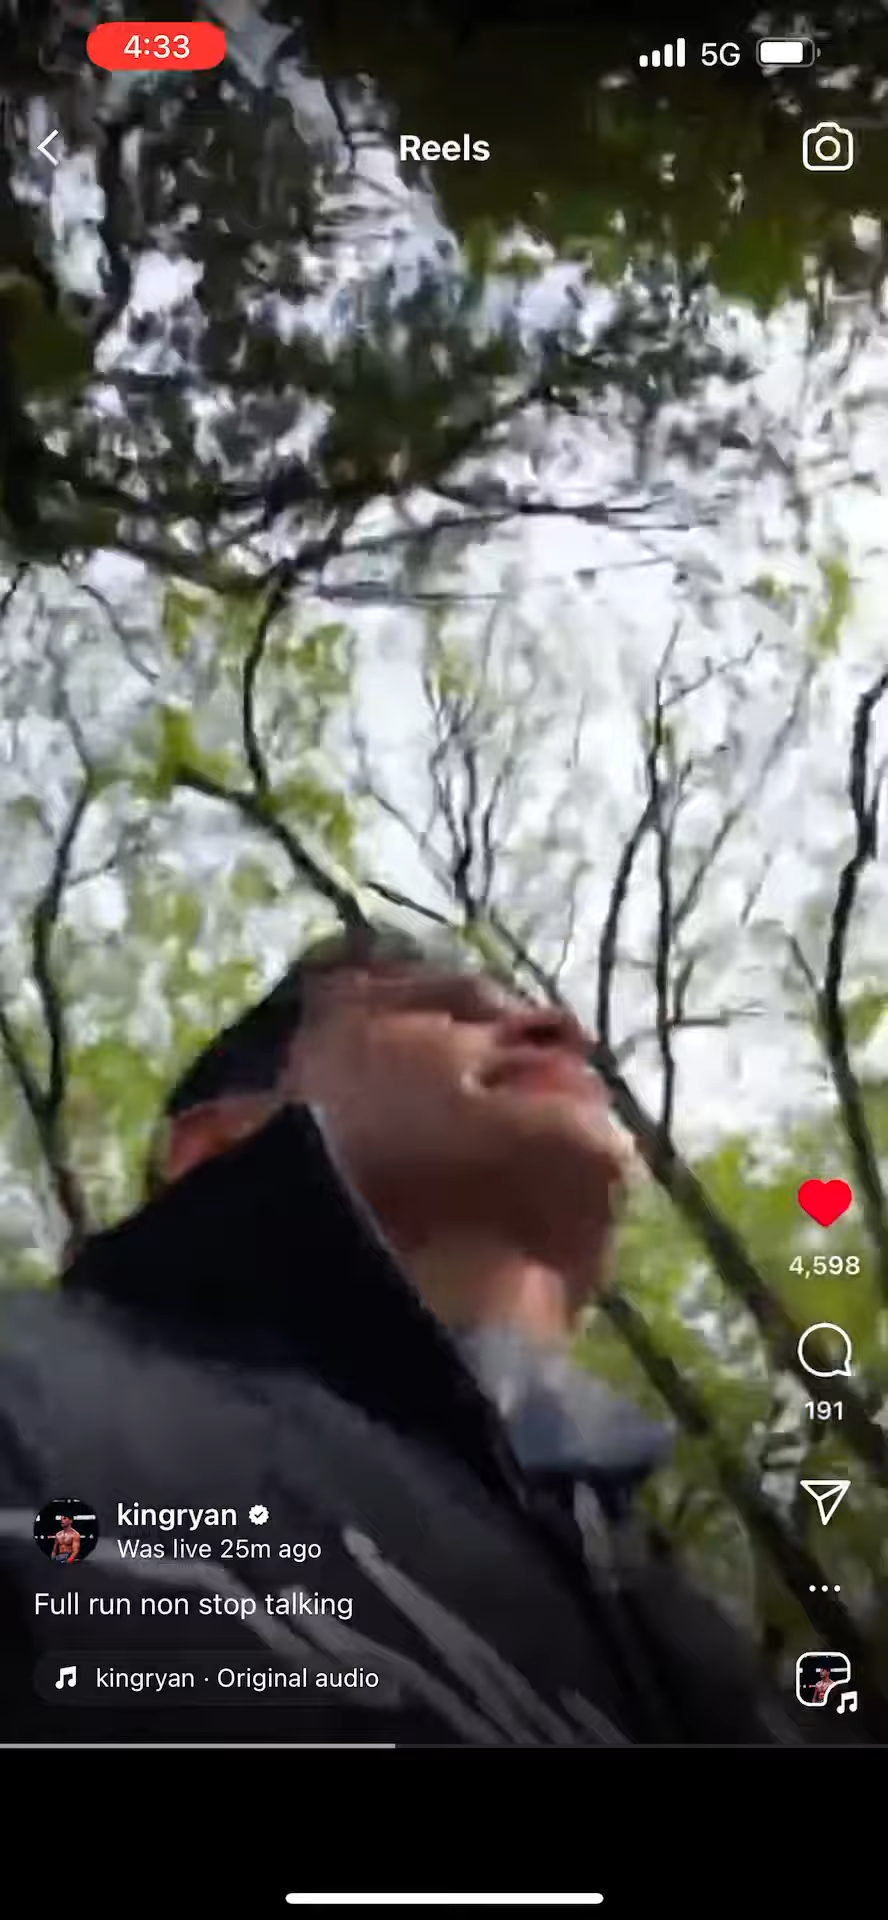 4:33
5G
Reels
4,598
191
kingryan
Was live 25m ago
Full run non stop talking
kingryan · Original audio